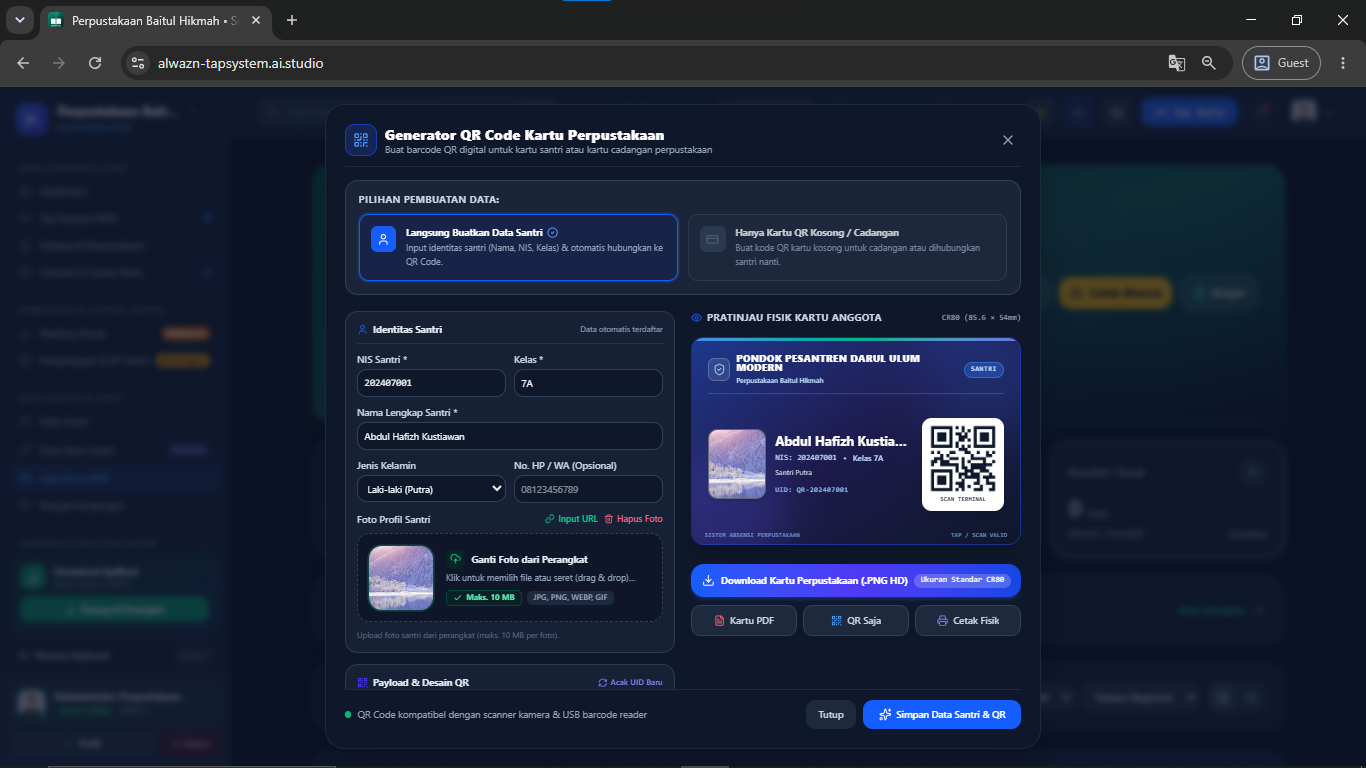 Perpustakaan Baitul Hikmah • S
alwazn-tapsystem.ai.studio
Guest
Generator QR Code Kartu Perpustakaan
Buat barcode QR digital untuk kartu santri atau kartu cadangan perpustakaan
PILIHAN PEMBUATAN DATA:
Langsung Buatkan Data Santri
Input identitas santri (Nama, NIS, Kelas) & otomatis hubungkan ke
QR Code.
Hanya Kartu QR Kosong / Cadangan
Buat kode QR kartu kosong untuk cadangan atau dihubungkan
santri nanti.
Identitas Santri
Data otomatis terdaftar
NIS Santri *
Kelas *
202407001
7A
Nama Lengkap Santri *
Abdul Hafizh Kustiawan
Jenis Kelamin
No. HP / WA (Opsional)
Laki-laki (Putra)
08123456789
Foto Profil Santri
Input URL
Hapus Foto
Ganti Foto dari Perangkat
Klik untuk memilih file atau seret (drag & drop)...
Maks. 10 MB
JPG, PNG, WEBP, GIF
Upload foto santri dari perangkat (maks. 10 MB per foto).
Payload & Desain QR
Acak UID Baru
PRATINJAU FISIK KARTU ANGGOTA
CR80 (85.6 × 54mm)
PONDOK PESANTREN DARUL ULUM
MODERN
Perpustakaan Baitul Hikmah
SANTRI
Abdul Hafizh Kustia...
NIS: 202407001 • Kelas 7A
Santri Putra
UID: QR-202407001
SCAN TERMINAL
SISTEM ABSENSI PERPUSTAKAAN
TAP / SCAN VALID
Download Kartu Perpustakaan (.PNG HD)
Ukuran Standar CR80
Kartu PDF
QR Saja
Cetak Fisik
QR Code kompatibel dengan scanner kamera & USB barcode reader
Tutup
Simpan Data Santri & QR